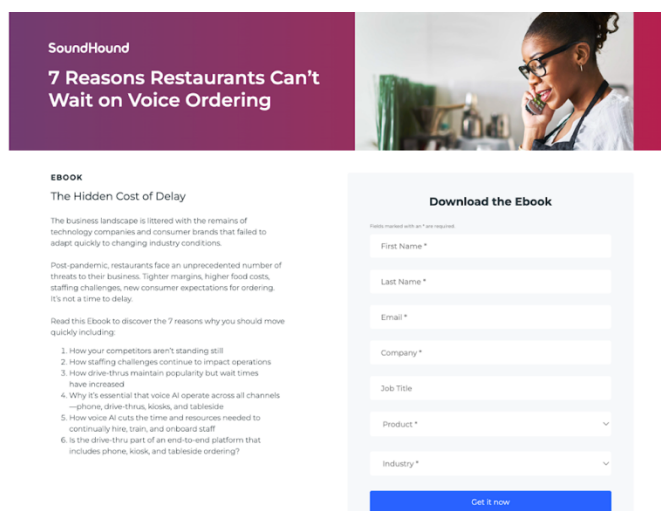 SoundHound
7 Reasons Restaurants Can't
Wait on Voice Ordering
EBOOK
The Hidden Cost of Delay
The business landscape is littered with the remains of
technology companies and consumer brands that failed to
adapt quickly to changing industry conditions.
Post-pandemic, restaurants face an unprecedented number of
threats to their business. Tighter margins, higher food costs,
staffing challenges, new consumer expectations for ordering.
It's not a time to delay.
Read this Ebook to discover the 7 reasons why you should move
quickly including:
1. How your competitors aren't standing still
2. How staffing challenges continue to impact operations
3. How drive-thrus maintain popularity but wait times
have increased
4. Why it's essential that voice AI operate across all channels
—phone, drive-thrus, kiosks, and tableside
5. How voice AI cuts the time and resources needed to
continually hire, train, and onboard staff
6. Is the drive-thru part of an end-to-end platform that
includes phone, kiosk, and tableside ordering?
Download the Ebook
Fields marked with an * are required.
First Name *
Last Name *
Email *
Company *
Job Title
Product *
Industry *
Get it now